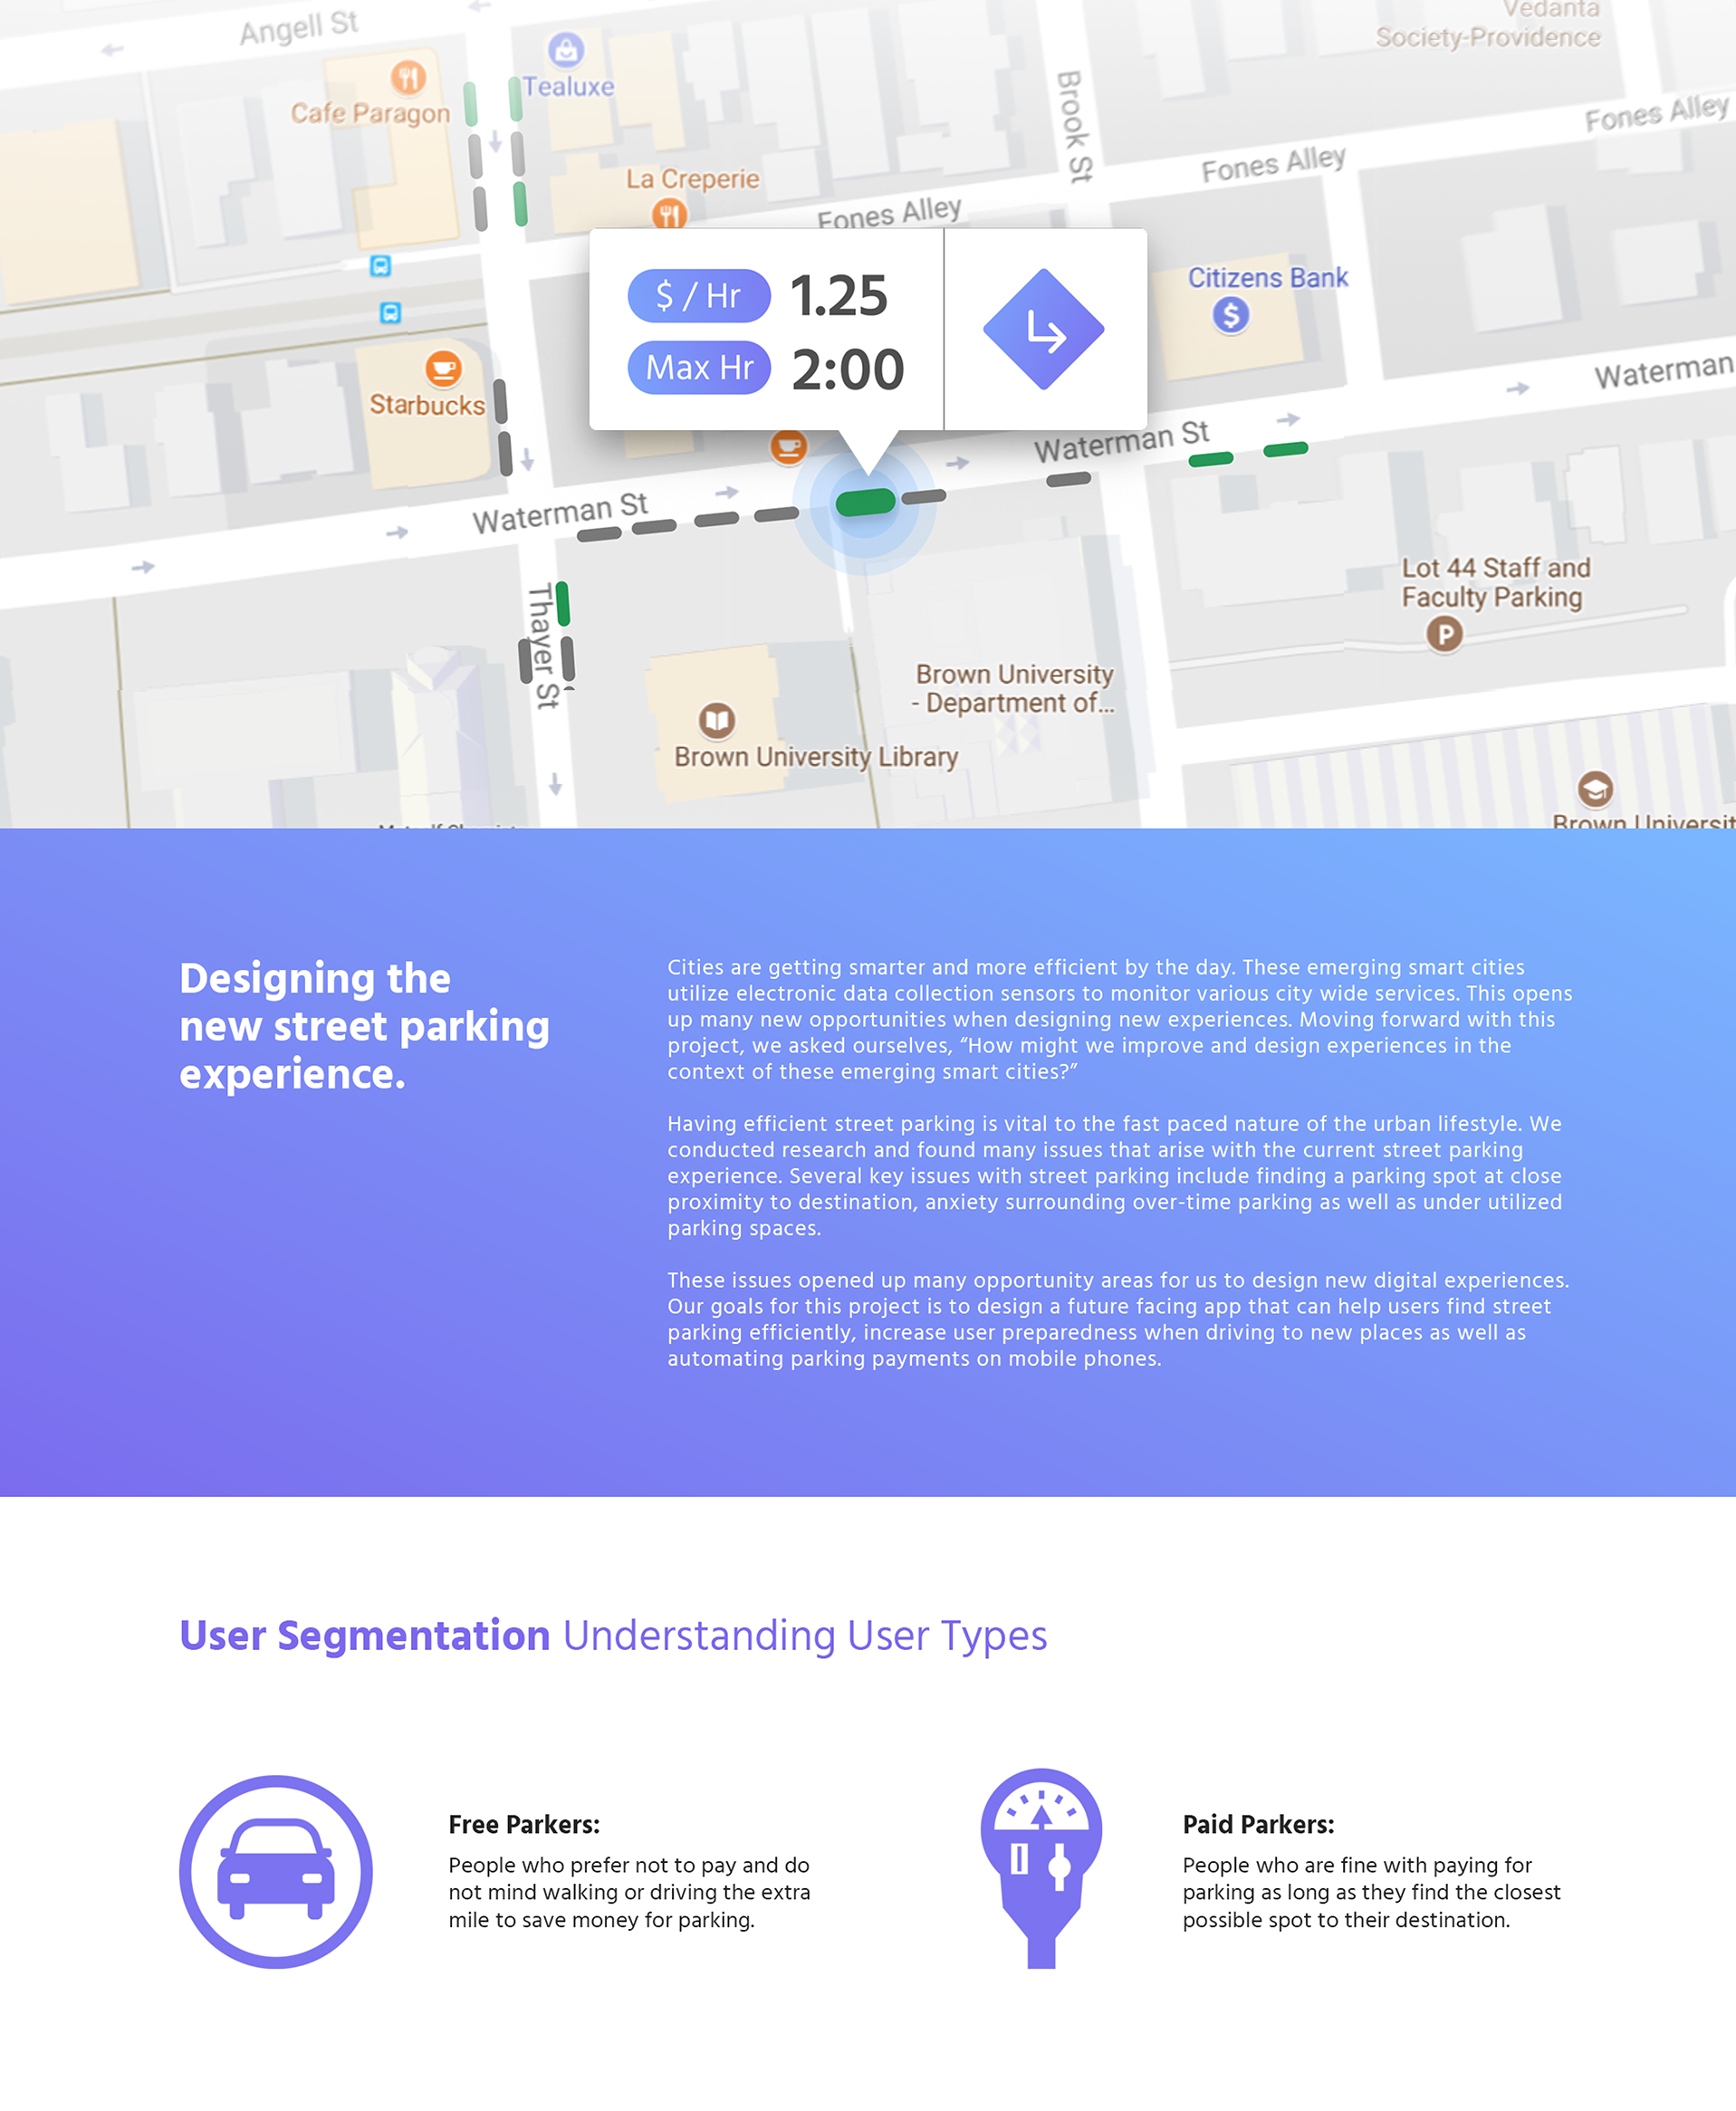 Angell St
Vedanta
Society-Providence
Tealuxe
Cafe Paragon
Brook St
Fones Alley
Fones Alley
La Creperie
Fones Alley
$ / Hr 1.25
Max Hr 2:00
Citizens Bank
$
Starbucks
Waterman
Waterman St
Waterman St
Thayer St
Lot 44 Staff and
Faculty Parking
P
Brown University
- Department of...
Brown University Library
Brown Universit
Designing the
new street parking
experience.
Cities are getting smarter and more efficient by the day. These emerging smart cities
utilize electronic data collection sensors to monitor various city wide services. This opens
up many new opportunities when designing new experiences. Moving forward with this
project, we asked ourselves, “How might we improve and design experiences in the
context of these emerging smart cities?”
Having efficient street parking is vital to the fast paced nature of the urban lifestyle. We
conducted research and found many issues that arise with the current street parking
experience. Several key issues with street parking include finding a parking spot at close
proximity to destination, anxiety surrounding over-time parking as well as under utilized
parking spaces.
These issues opened up many opportunity areas for us to design new digital experiences.
Our goals for this project is to design a future facing app that can help users find street
parking efficiently, increase user preparedness when driving to new places as well as
automating parking payments on mobile phones.
User Segmentation Understanding User Types
Free Parkers:
People who prefer not to pay and do
not mind walking or driving the extra
mile to save money for parking.
Paid Parkers:
People who are fine with paying for
parking as long as they find the closest
possible spot to their destination.